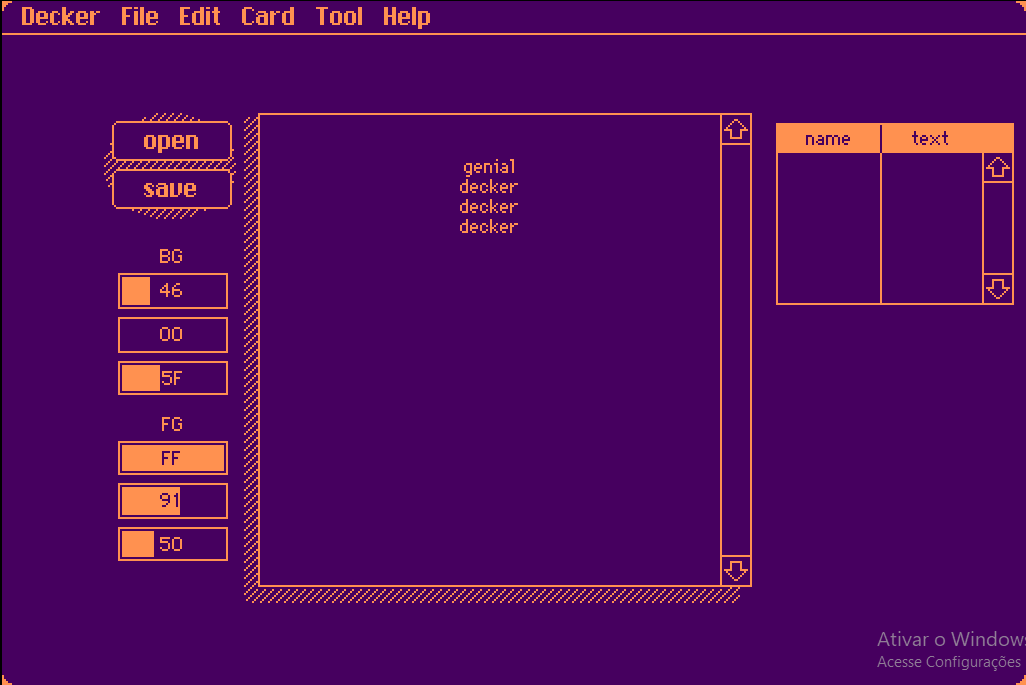 Decker File Edit Card Tool Help
open
save
BG
46
00
5F
FG
FF
91
50
genial
decker
decker
decker
name text
Ativar o Windows
Acesse Configurações